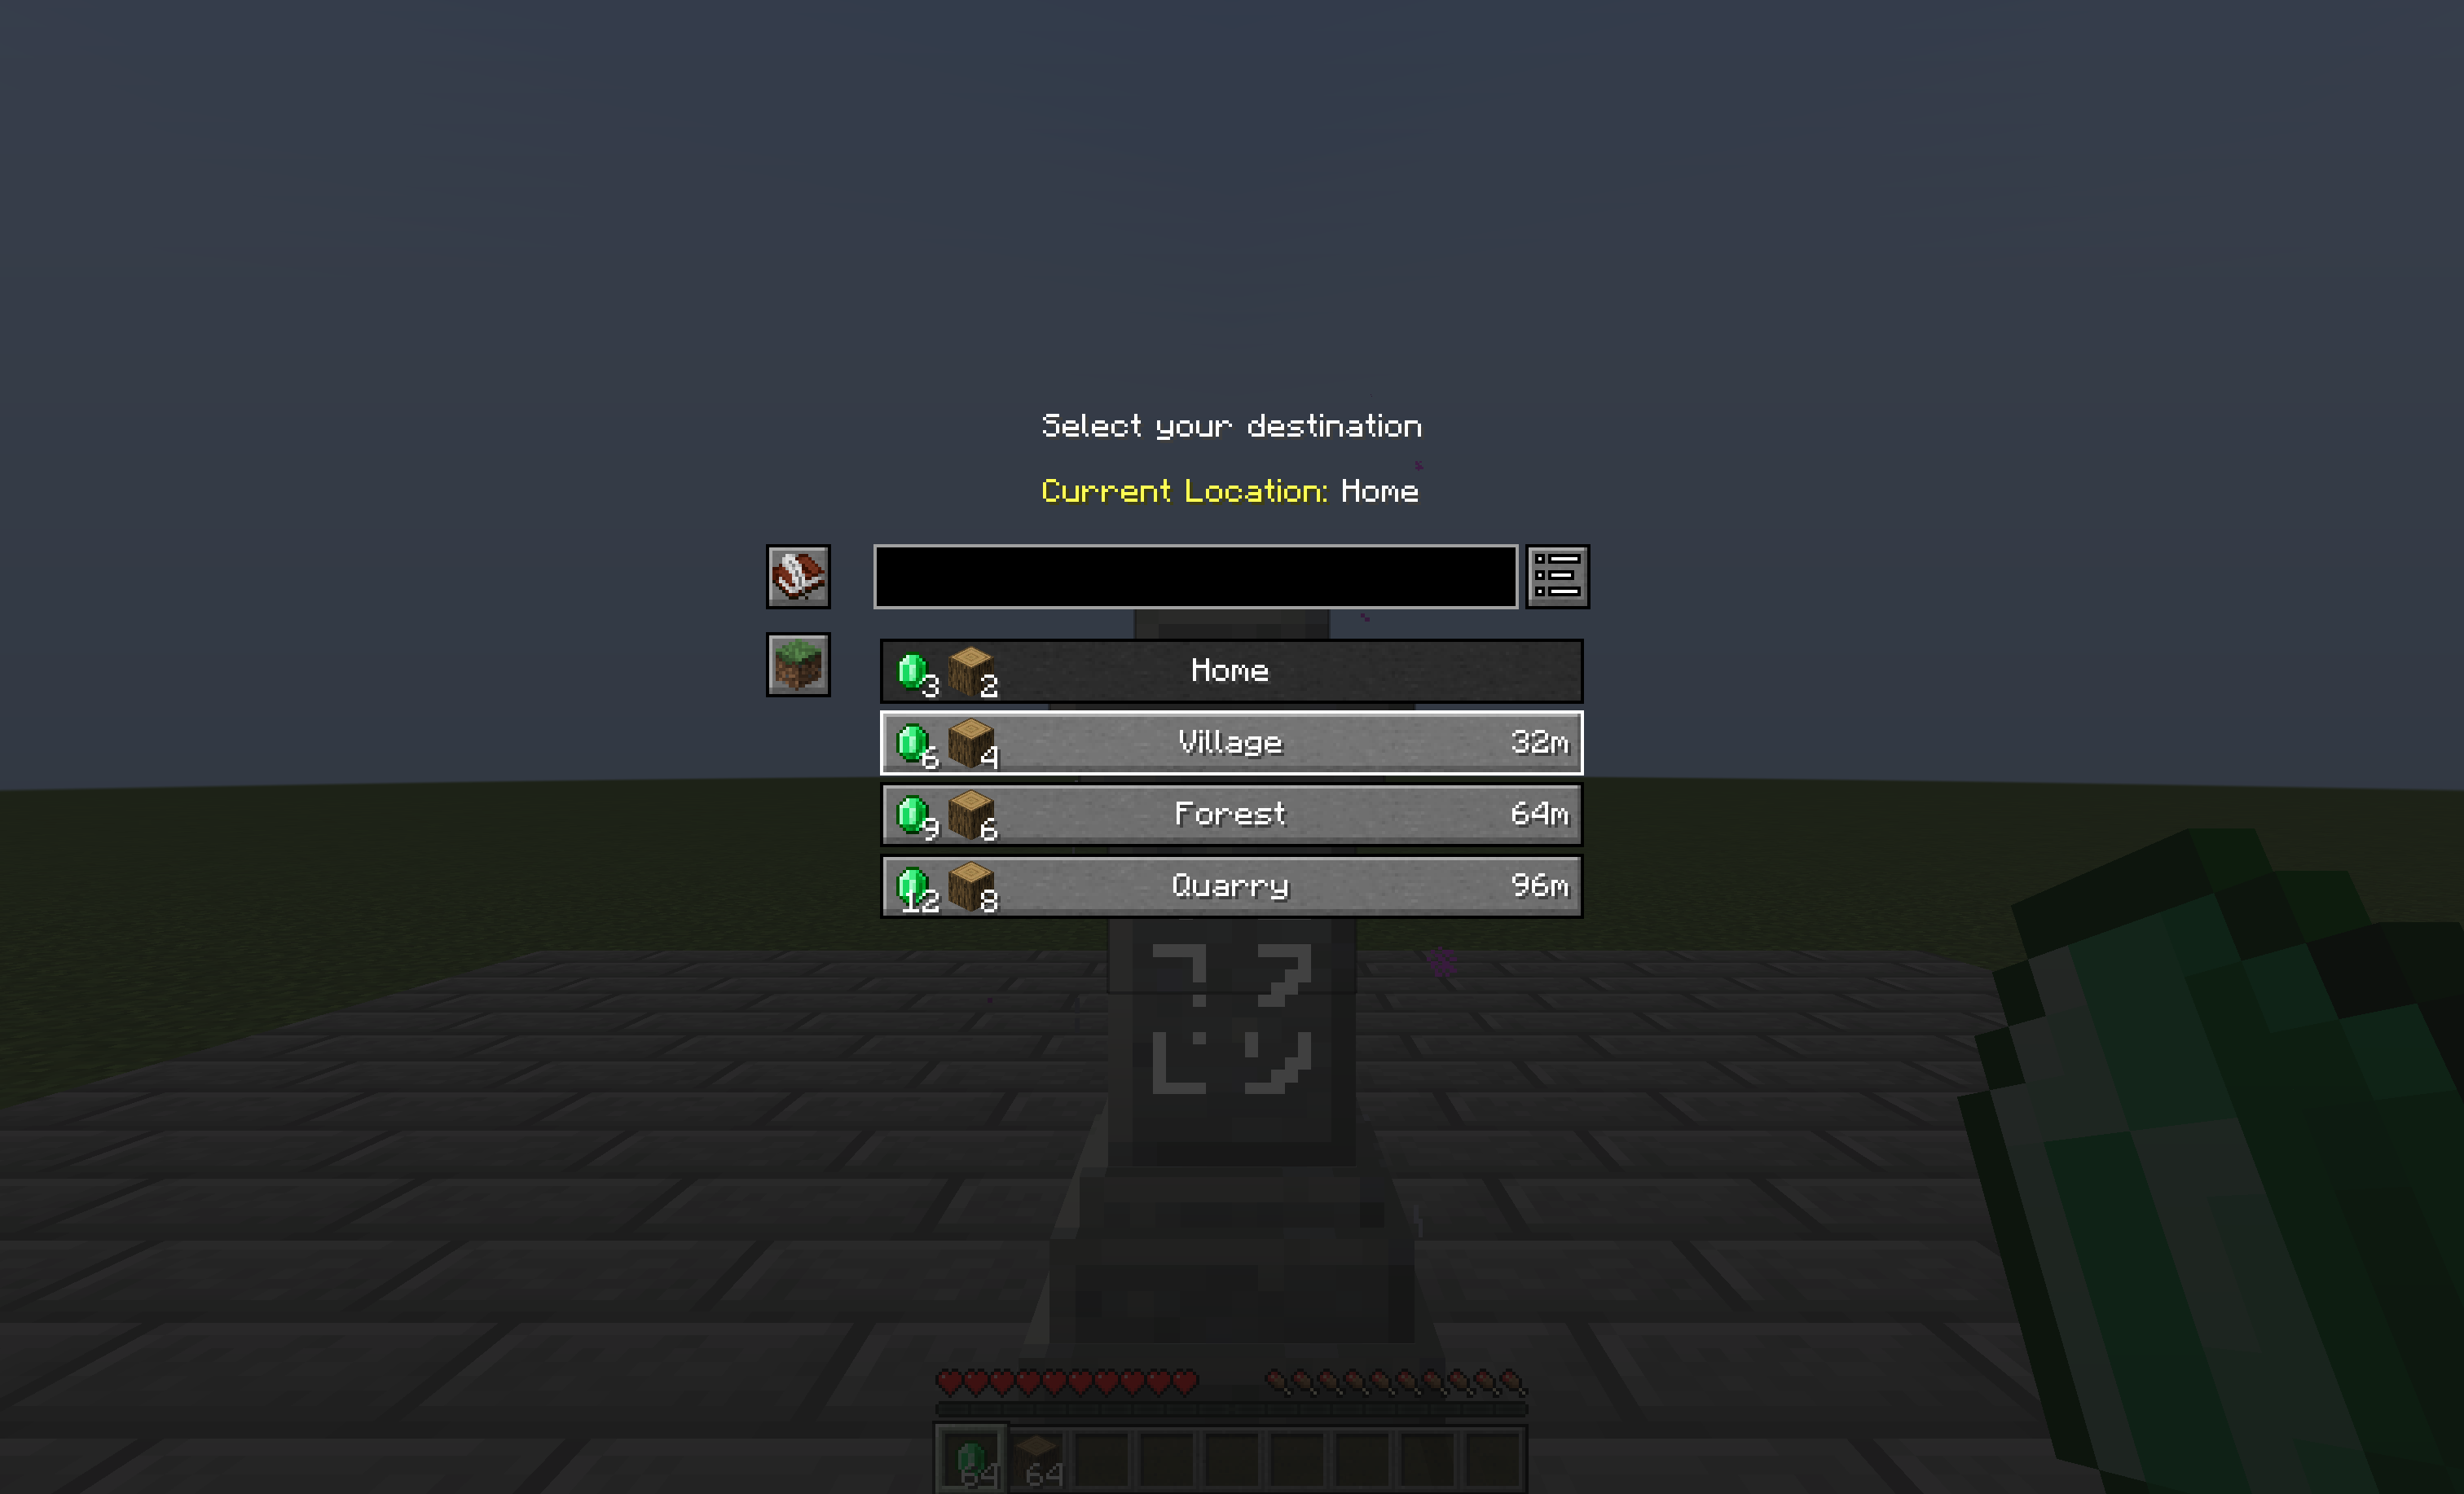 Select your destination
Current Location: Home
3 2 Home
6 4 Village 32m
9 6 Forest 64m
12 8 Quarry 96m
64 64